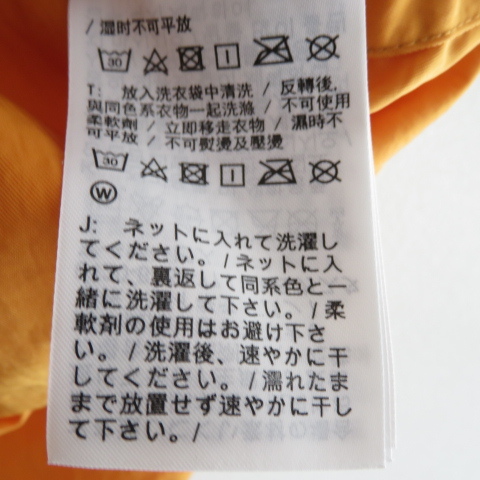 / 濕时不可平放
30
T: 放入洗衣袋中清洗 / 反轉後,
與同色系衣物一起洗滌 / 不可使用
柔軟劑 / 立即移走衣物 / 濕時不
可平放 / 不可熨燙及壓燙
30
W
J: ネットに入れて洗濯し
てください。/ネットに入
れて、裏返して同系色と一
緒に洗濯して下さい。/柔
軟剤の使用はお避け下さ
い。/洗濯後、速やかに干
してください。/濡れたま
まで放置せず速やかに干し
て下さい。/